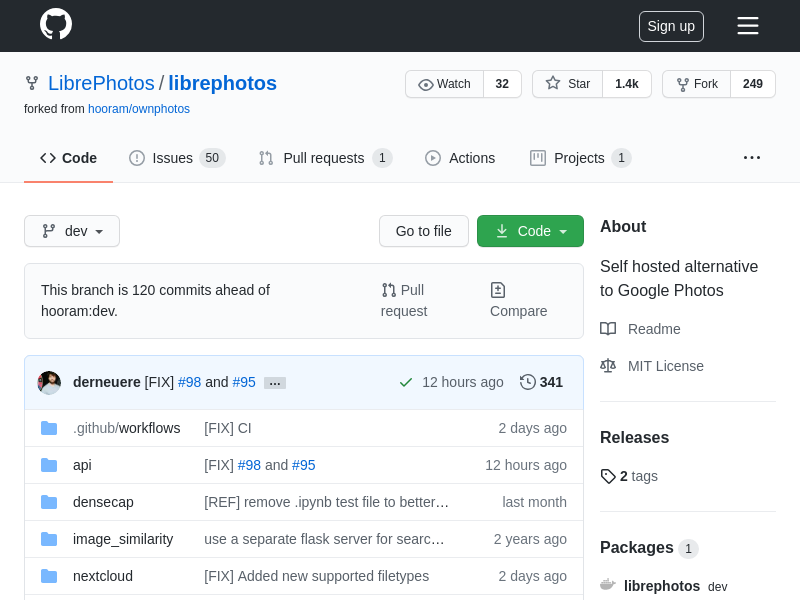 Sign up
LibrePhotos / librephotos
Watch 32 Star 1.4k Fork 249
forked from hooram/ownphotos
Code Issues 50 Pull requests 1 Actions Projects 1 ...
dev Go to file Code
This branch is 120 commits ahead of
hooram:dev.
Pull
request
Compare
derneuere [FIX] #98 and #95 ... 12 hours ago 341
.github/workflows [FIX] CI 2 days ago
api [FIX] #98 and #95 12 hours ago
densecap [REF] remove .ipynb test file to better… last month
image_similarity use a separate flask server for searc… 2 years ago
nextcloud [FIX] Added new supported filetypes 2 days ago
About
Self hosted alternative
to Google Photos
Readme
MIT License
Releases
2 tags
Packages 1
librephotos dev